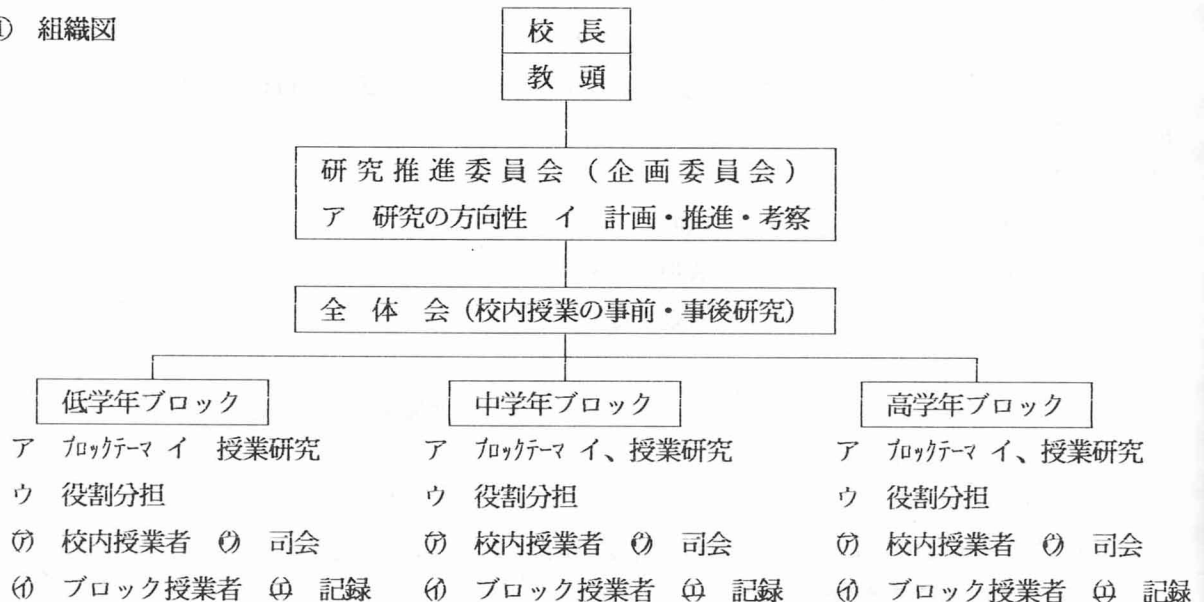 ① 組織図
校 長
教 頭
研究推進委員会（企画委員会）
ア 研究の方向性 イ 計画・推進・考察
全 体 会（校内授業の事前・事後研究）
低学年ブロック 中学年ブロック 高学年ブロック
ア ブロックテーマ イ 授業研究 ア ブロックテーマ イ、授業研究 ア ブロックテーマ イ、授業研究
ウ 役割分担 ウ 役割分担 ウ 役割分担
㋐ 校内授業者 ㋒ 司会 ㋐ 校内授業者 ㋒ 司会 ㋐ 校内授業者 ㋒ 司会
㋑ ブロック授業者 ㋓ 記録 ㋑ ブロック授業者 ㋓ 記録 ㋑ ブロック授業者 ㋓ 記録